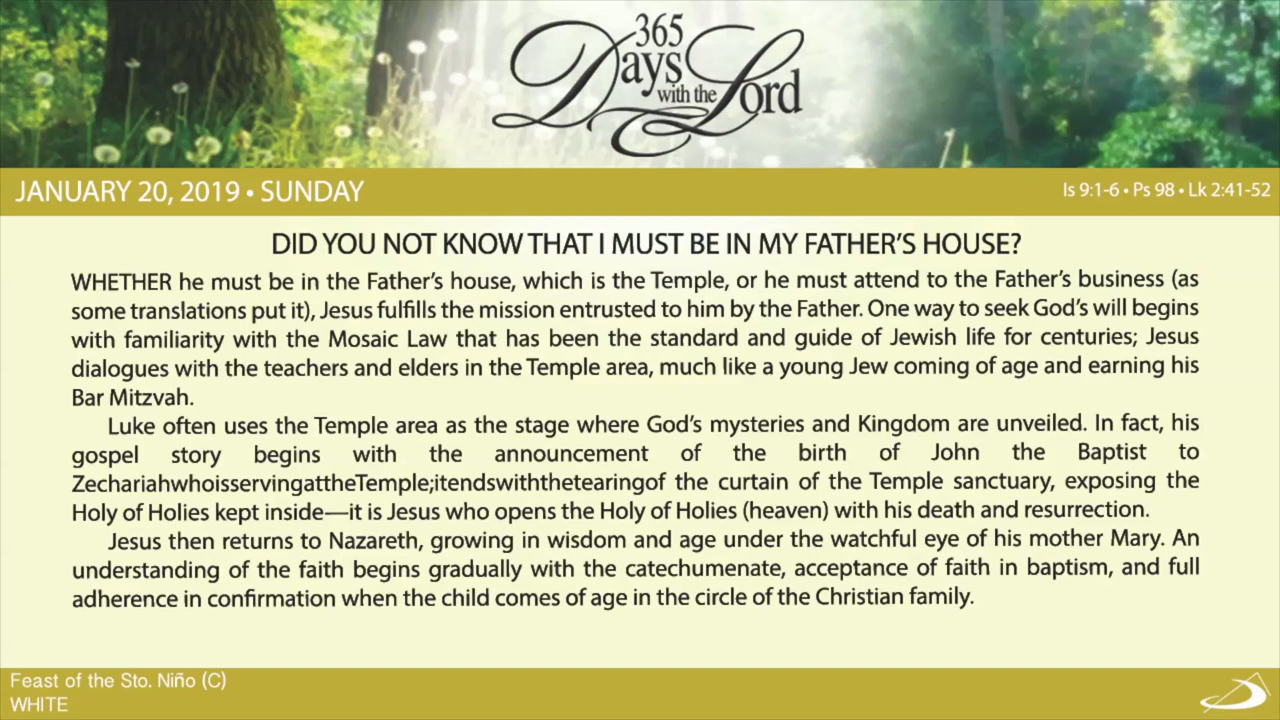 365
Days
with the Lord
JANUARY 20, 2019 • SUNDAY
Is 9:1-6 • Ps 98 • Lk 2:41-52
DID YOU NOT KNOW THAT I MUST BE IN MY FATHER'S HOUSE?
WHETHER he must be in the Father's house, which is the Temple, or he must attend to the Father's business (as
some translations put it), Jesus fulfills the mission entrusted to him by the Father. One way to seek God's will begins
with familiarity with the Mosaic Law that has been the standard and guide of Jewish life for centuries; Jesus
dialogues with the teachers and elders in the Temple area, much like a young Jew coming of age and earning his
Bar Mitzvah.
Luke often uses the Temple area as the stage where God's mysteries and Kingdom are unveiled. In fact, his
gospel story begins with the announcement of the birth of John the Baptist to
ZechariahwhoisservingattheTemple;itendswiththetearingof the curtain of the Temple sanctuary, exposing the
Holy of Holies kept inside—it is Jesus who opens the Holy of Holies (heaven) with his death and resurrection.
Jesus then returns to Nazareth, growing in wisdom and age under the watchful eye of his mother Mary. An
understanding of the faith begins gradually with the catechumenate, acceptance of faith in baptism, and full
adherence in confirmation when the child comes of age in the circle of the Christian family.
Feast of the Sto. Niño (C)
WHITE